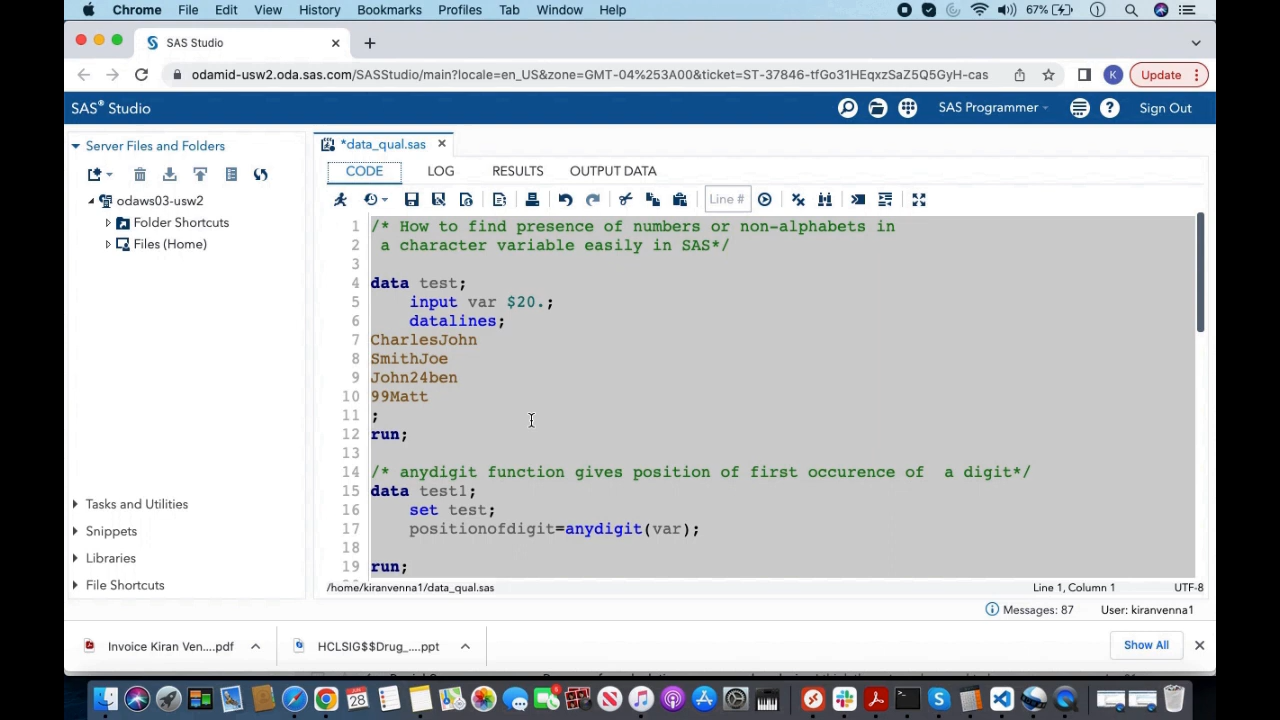 Chrome File Edit View History Bookmarks Profiles Tab Window Help 67%
SAS Studio
odamid-usw2.oda.sas.com/SASStudio/main?locale=en_US&zone=GMT-04%253A00&ticket=ST-37846-tfGo31HEqxzSaZ5Q5GyH-cas K Update
SAS® Studio SAS Programmer Sign Out
Server Files and Folders
*data_qual.sas
CODE LOG RESULTS OUTPUT DATA
Line #
odaws03-usw2
Folder Shortcuts
Files (Home)
Tasks and Utilities
Snippets
Libraries
File Shortcuts
1 /* How to find presence of numbers or non-alphabets in
2 a character variable easily in SAS*/
3
4 data test;
5 input var $20.;
6 datalines;
7 CharlesJohn
8 SmithJoe
9 John24ben
10 99Matt
11 ;
12 run;
13
14 /* anydigit function gives position of first occurence of  a digit*/
15 data test1;
16 set test;
17 positionofdigit=anydigit(var);
18
19 run;
/home/kiranvenna1/data_qual.sas Line 1, Column 1 UTF-8
Messages: 87 User: kiranvenna1
Invoice Kiran Ven....pdf HCLSIG$$Drug_....ppt Show All